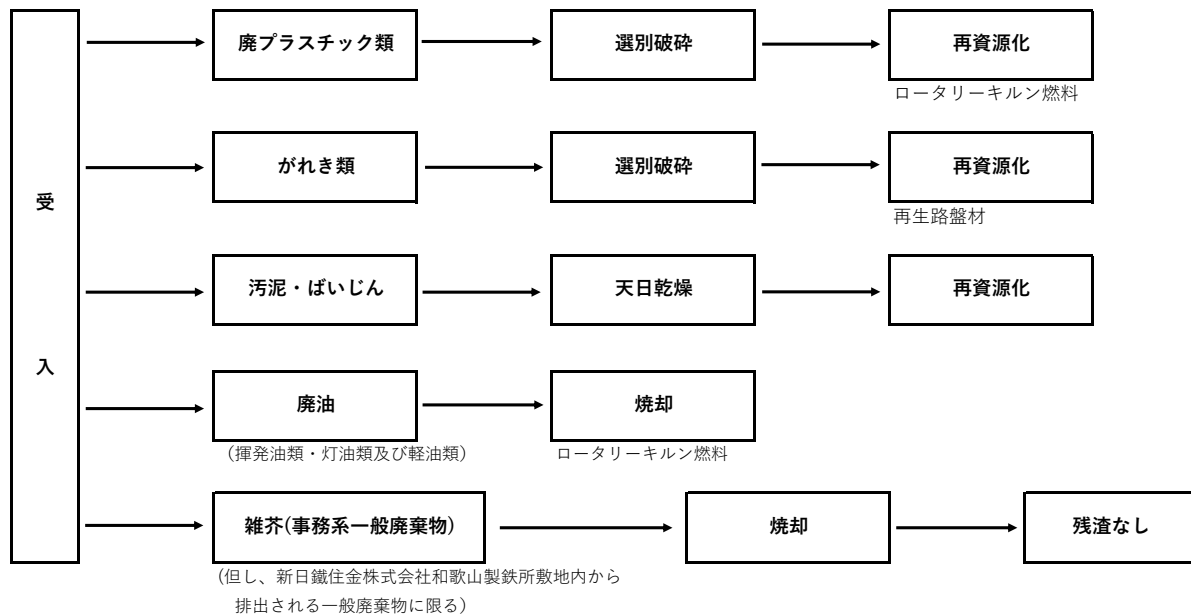 受入
廃プラスチック類
選別破砕
再資源化
ロータリーキルン燃料
がれき類
選別破砕
再資源化
再生路盤材
汚泥・ばいじん
天日乾燥
再資源化
廃油
焼却
(揮発油類・灯油類及び軽油類)
ロータリーキルン燃料
雑芥(事務系一般廃棄物)
焼却
残渣なし
(但し、新日鐵住金株式会社和歌山製鉄所敷地内から
排出される一般廃棄物に限る)